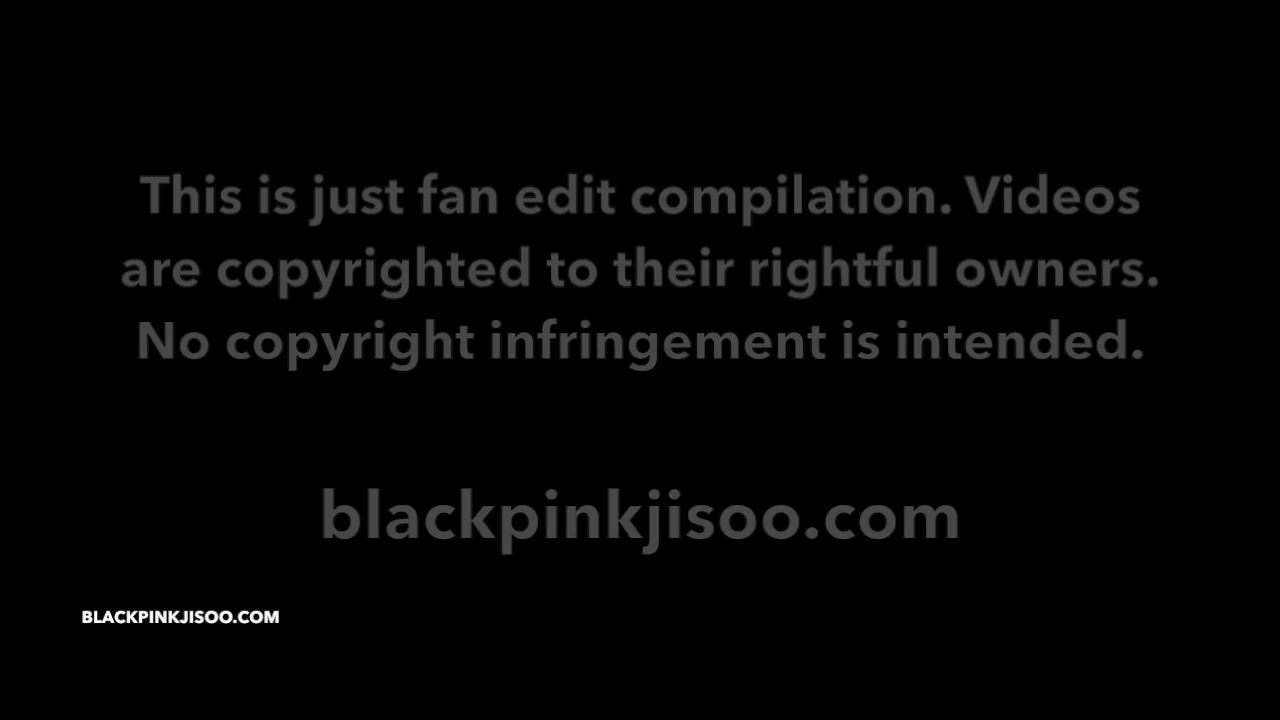 This is just fan edit compilation. Videos
are copyrighted to their rightful owners.
No copyright infringement is intended.
blackpinkjisoo.com
BLACKPINKJISOO.COM